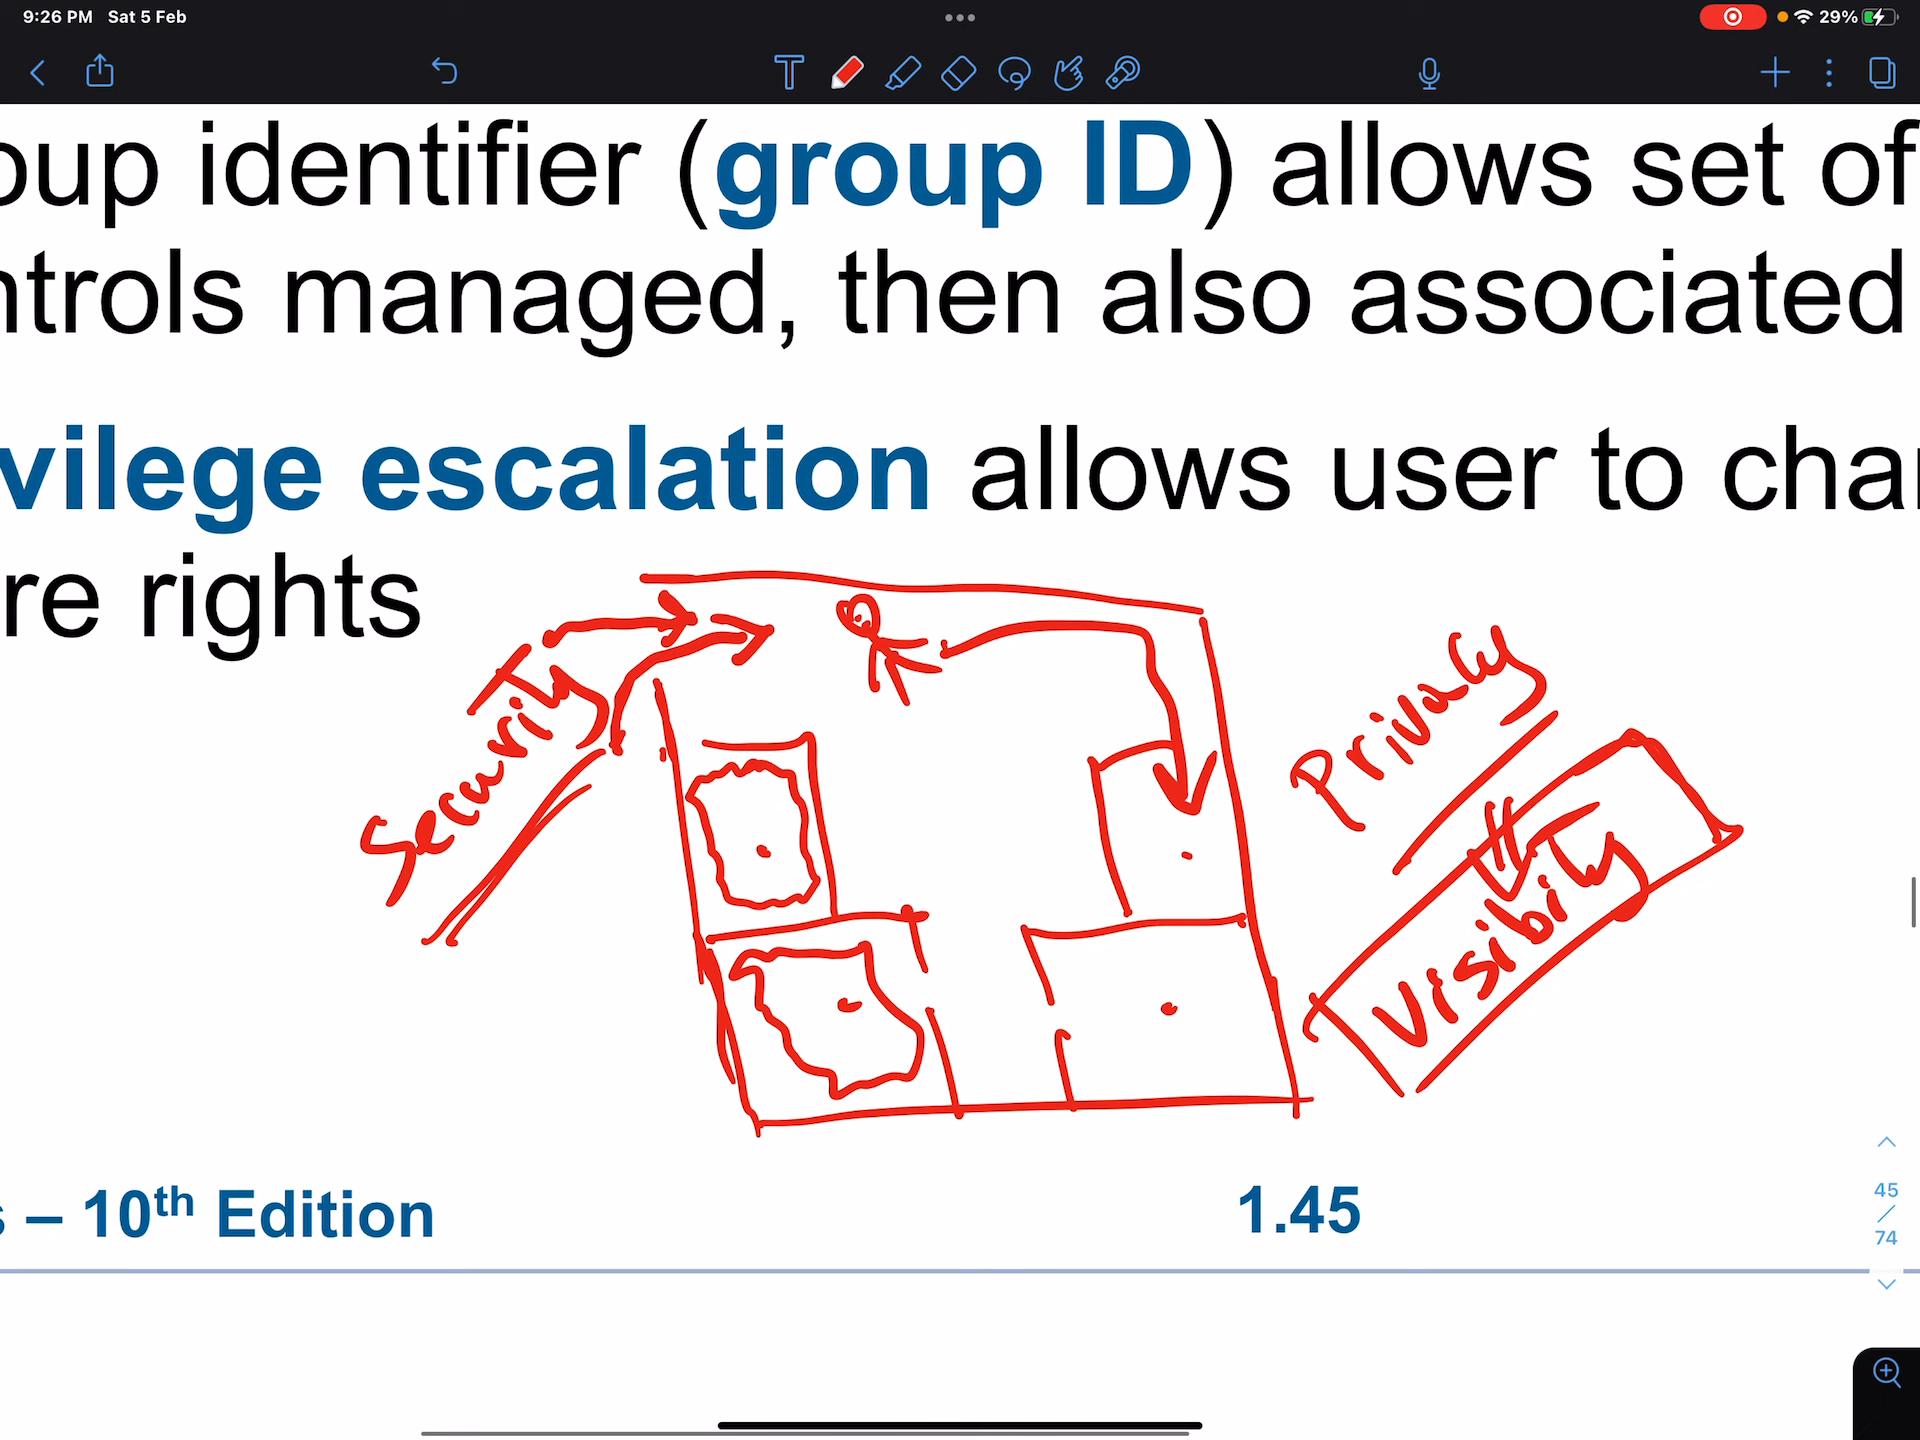 9:26 PM Sat 5 Feb
29%
oup identifier (group ID) allows set of
ntrols managed, then also associated
vilege escalation allows user to chan
re rights
Security
Privacy
Visibility
s – 10th Edition
1.45
45
/
74